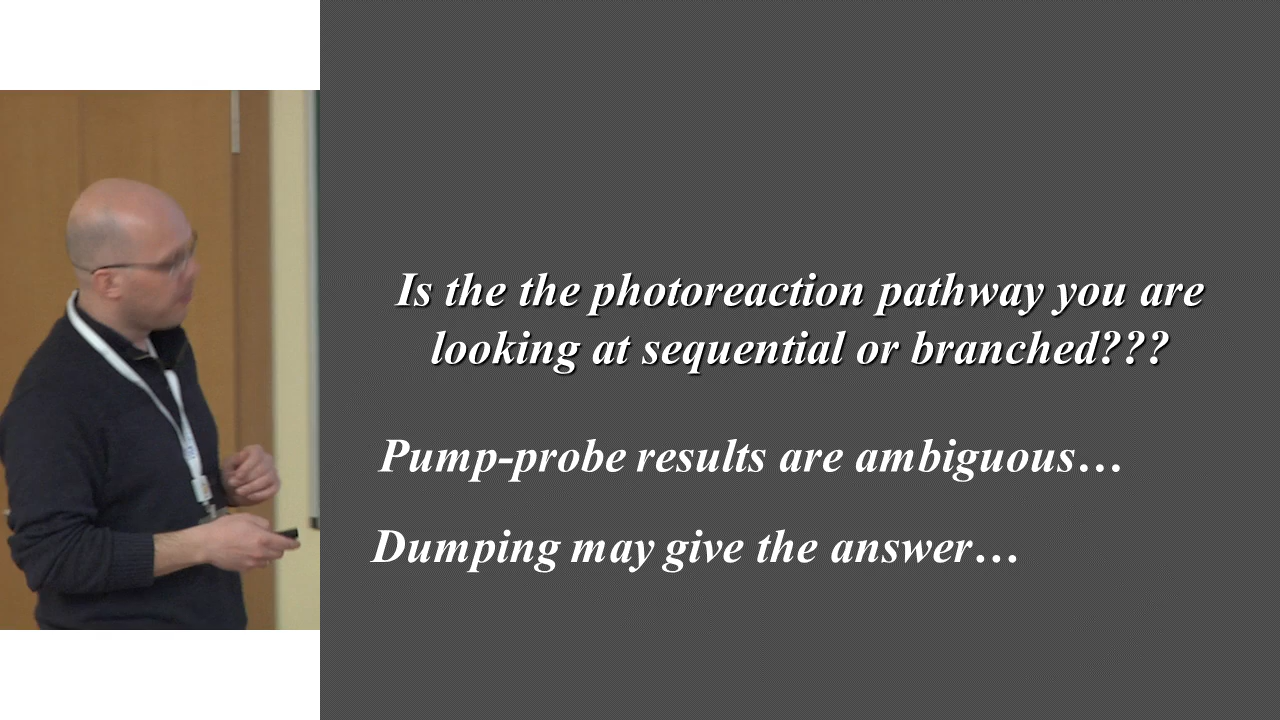 Is the the photoreaction pathway you are
looking at sequential or branched???
Pump-probe results are ambiguous…
Dumping may give the answer…